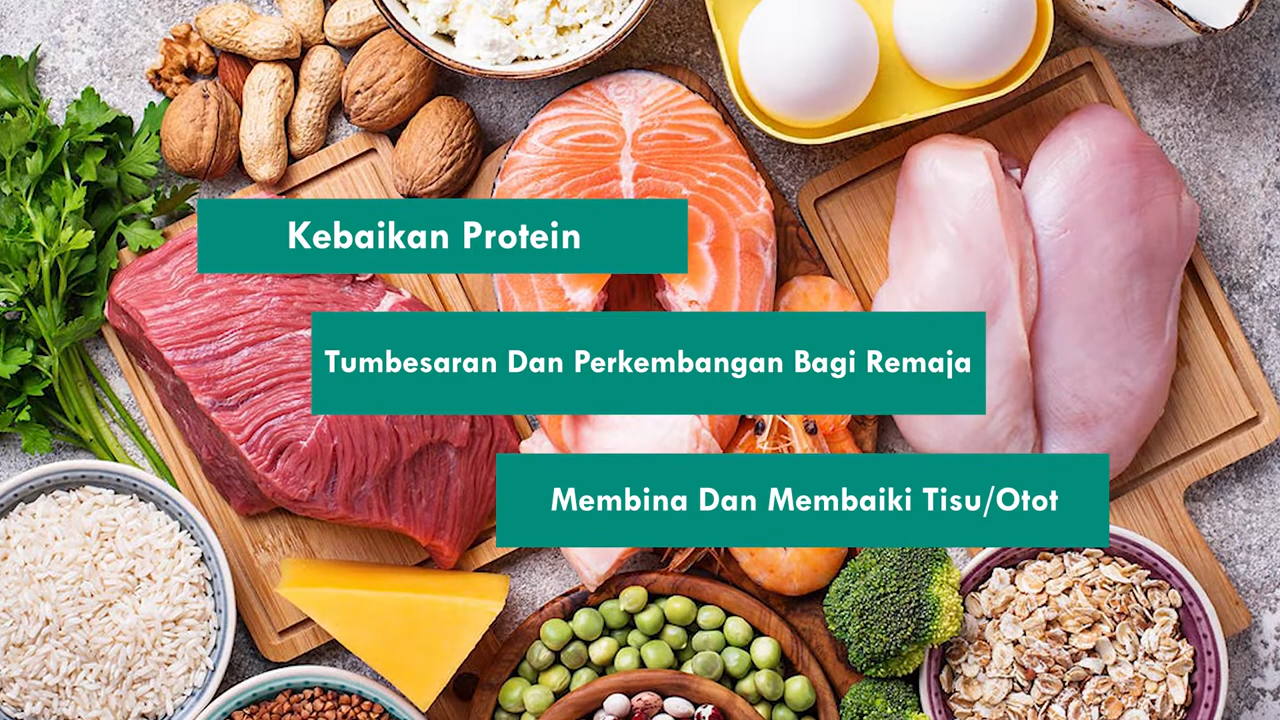 Kebaikan Protein
Tumbesaran Dan Perkembangan Bagi Remaja
Membina Dan Membaiki Tisu/Otot